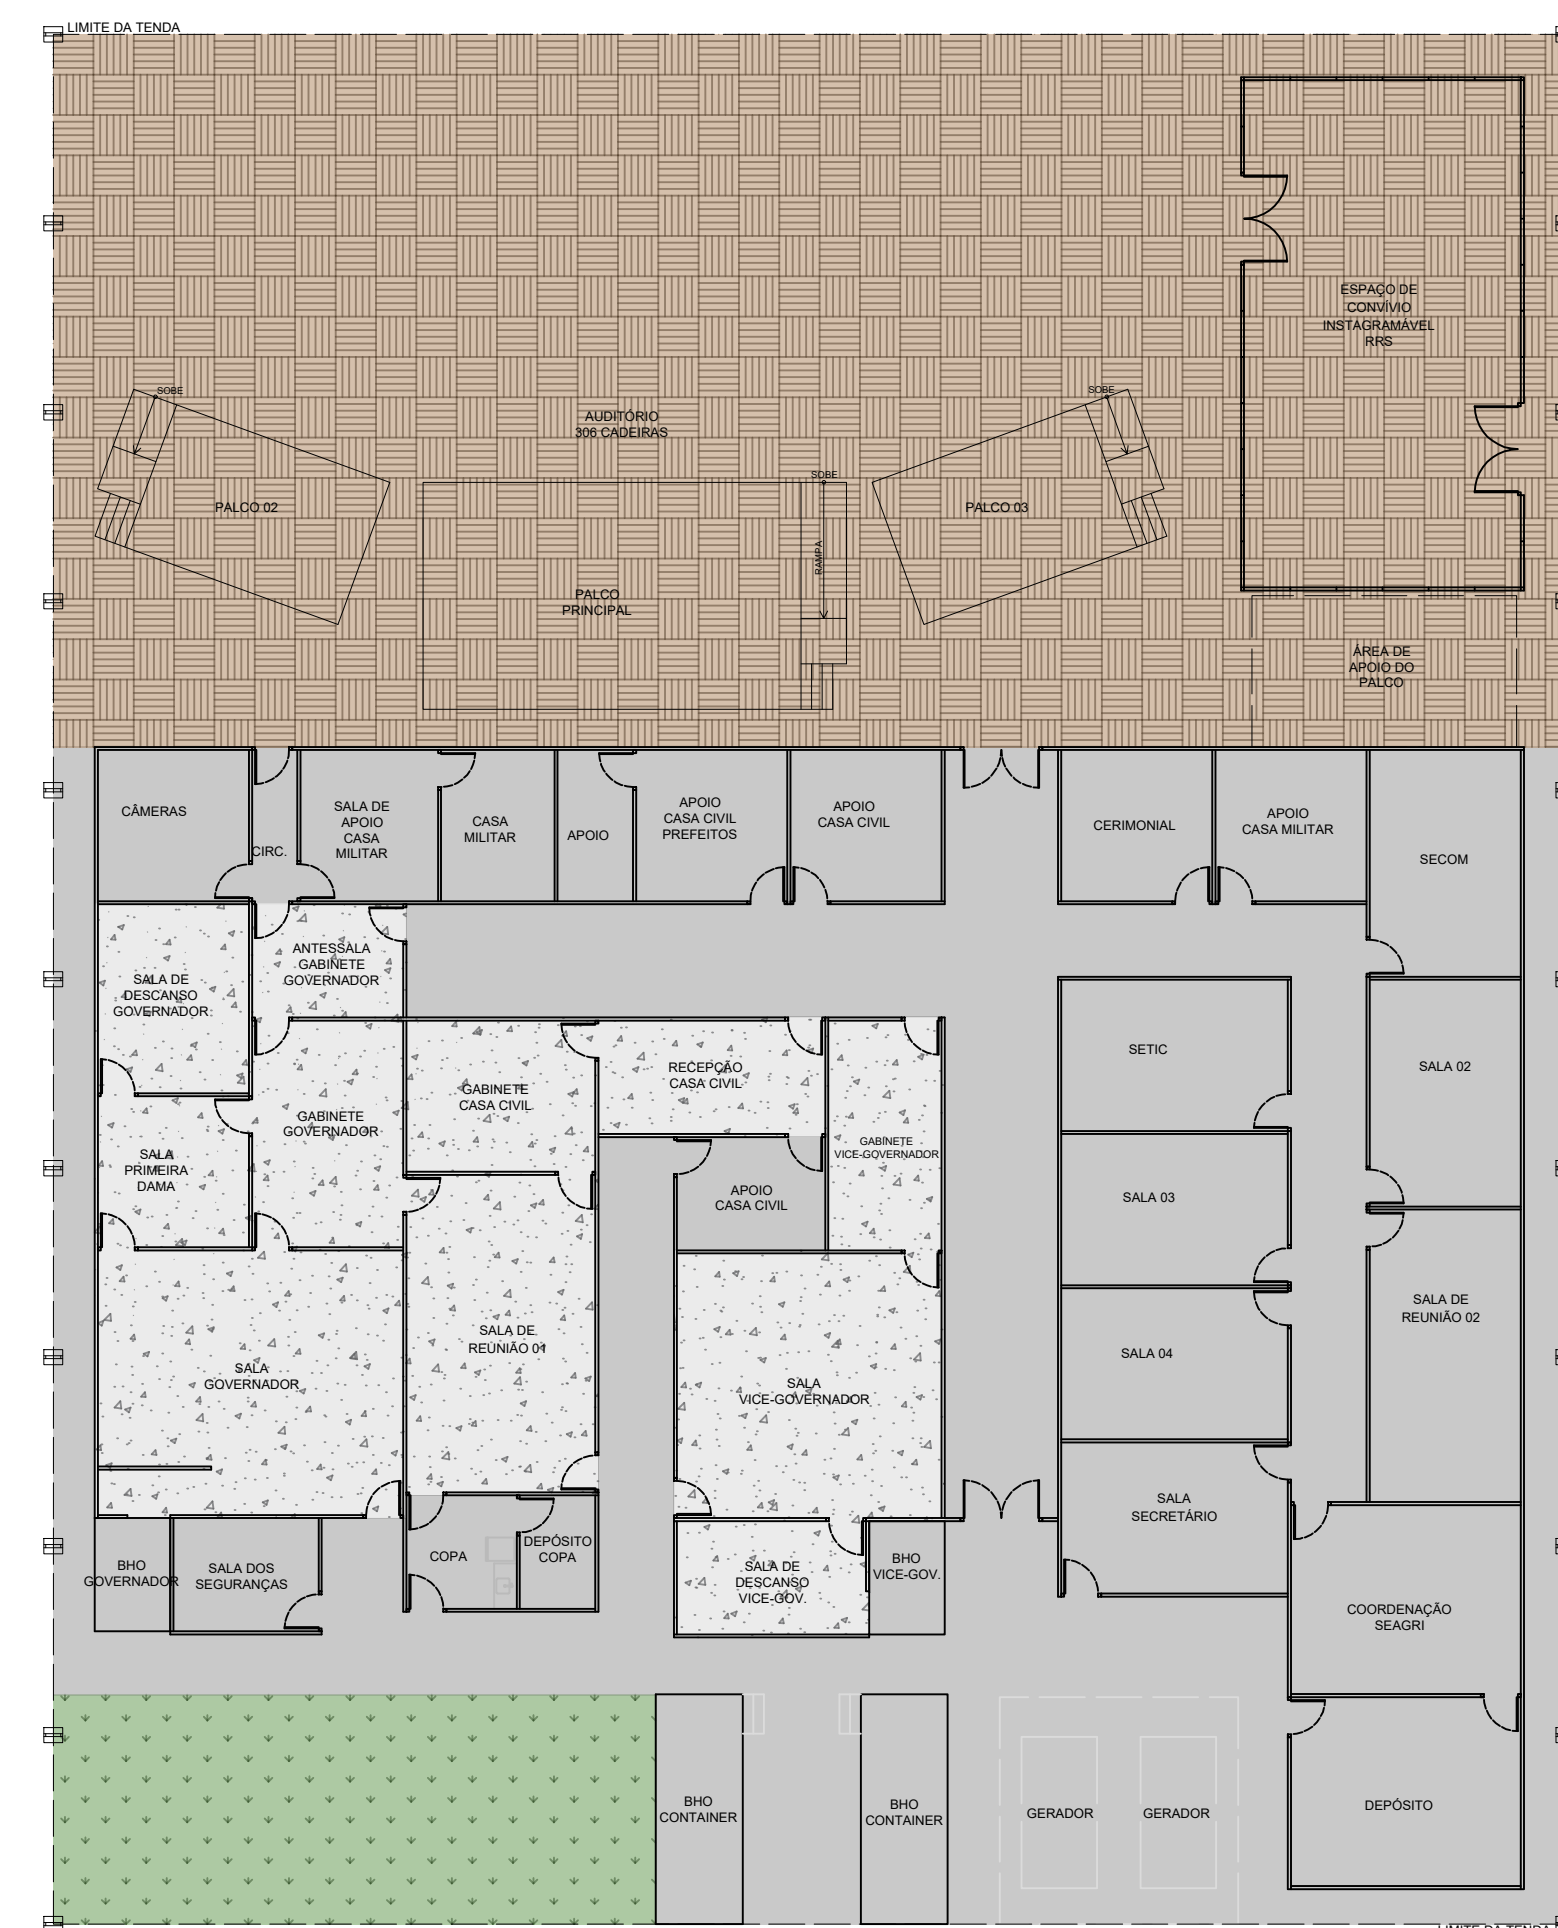 LIMITE DA TENDA
ESPAÇO DE
CONVÍVIO
INSTAGRAMÁVEL
RRS
SOBE
SOBE
AUDITÓRIO
306 CADEIRAS
SOBE
PALCO 02
PALCO 03
RAMPA
PALCO
PRINCIPAL
ÁREA DE
APOIO DO
PALCO
CÂMERAS
CIRC.
SALA DE
APOIO
CASA
MILITAR
CASA
MILITAR
APOIO
APOIO
CASA CIVIL
PREFEITOS
APOIO
CASA CIVIL
CERIMONIAL
APOIO
CASA MILITAR
SECOM
SALA DE
DESCANSO
GOVERNADOR
ANTESSALA
GABINETE
GOVERNADOR
SETIC
SALA 02
GABINETE
GOVERNADOR
GABINETE
CASA CIVIL
RECEPÇÃO
CASA CIVIL
GABINETE
VICE-GOVERNADOR
SALA
PRIMEIRA
DAMA
APOIO
CASA CIVIL
SALA 03
SALA
GOVERNADOR
SALA DE
REUNIÃO 01
SALA
VICE-GOVERNADOR
SALA 04
SALA DE
REUNIÃO 02
SALA
SECRETÁRIO
BHO
GOVERNADOR
SALA DOS
SEGURANÇAS
COPA
DEPÓSITO
COPA
SALA DE
DESCANSO
VICE-GOV.
BHO
VICE-GOV.
COORDENAÇÃO
SEAGRI
BHO
CONTAINER
BHO
CONTAINER
GERADOR
GERADOR
DEPÓSITO
LIMITE DA TENDA